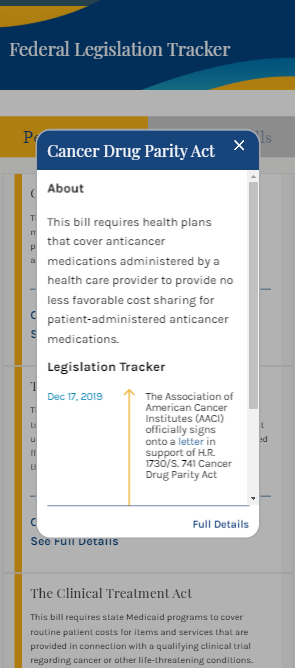 Federal Legislation Tracker
Cancer Drug Parity Act
About
This bill requires health plans
that cover anticancer
medications administered by a
health care provider to provide no
less favorable cost sharing for
patient-administered anticancer
medications.
Legislation Tracker
Dec 17, 2019
The Association of
American Cancer
Institutes (AACI)
officially signs
onto a letter in
support of H.R.
1730/S. 741 Cancer
Drug Parity Act
Full Details
See Full Details
The Clinical Treatment Act
This bill requires state Medicaid programs to cover
routine patient costs for items and services that are
provided in connection with a qualifying clinical trial
regarding cancer or other life-threatening conditions.